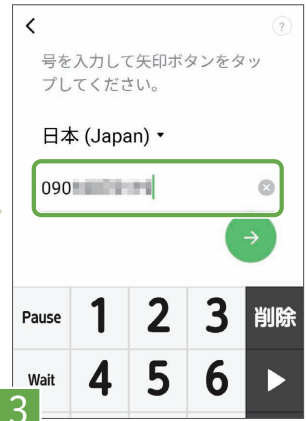 ?
号を入力して矢印ボタンをタッ
プしてください。
日本 (Japan)
090
Pause 1 2 3 削除
Wait 4 5 6
3